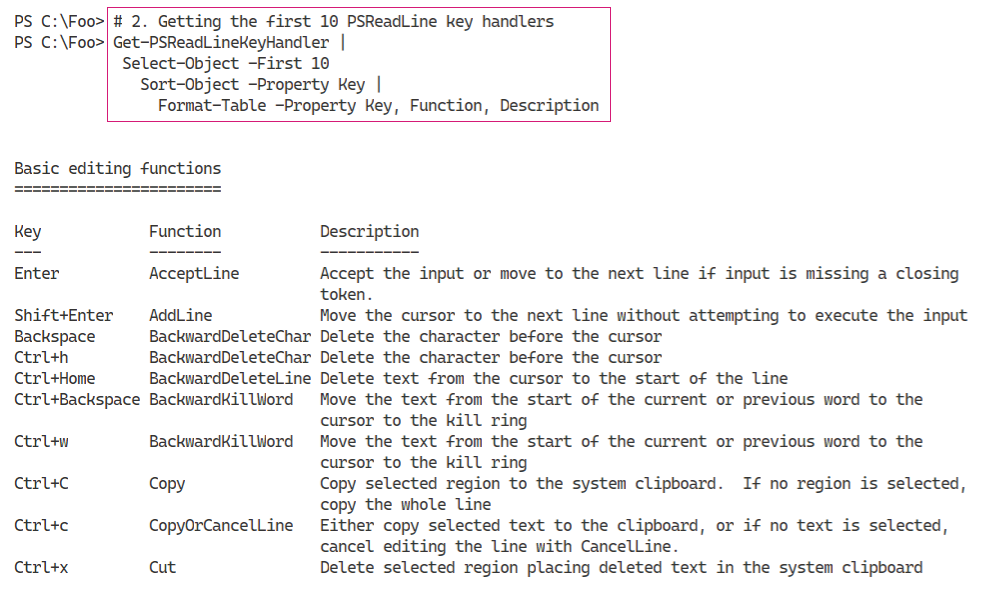 PS C:\Foo> # 2. Getting the first 10 PSReadLine key handlers
PS C:\Foo> Get-PSReadLineKeyHandler |
Select-Object -First 10
Sort-Object -Property Key |
Format-Table -Property Key, Function, Description
Basic editing functions
=======================
Key Function Description
--- -------- -----------
Enter AcceptLine Accept the input or move to the next line if input is missing a closing
token.
Shift+Enter AddLine Move the cursor to the next line without attempting to execute the input
Backspace BackwardDeleteChar Delete the character before the cursor
Ctrl+h BackwardDeleteChar Delete the character before the cursor
Ctrl+Home BackwardDeleteLine Delete text from the cursor to the start of the line
Ctrl+Backspace BackwardKillWord Move the text from the start of the current or previous word to the
cursor to the kill ring
Ctrl+w BackwardKillWord Move the text from the start of the current or previous word to the
cursor to the kill ring
Ctrl+C Copy Copy selected region to the system clipboard.  If no region is selected,
copy the whole line
Ctrl+c CopyOrCancelLine Either copy selected text to the clipboard, or if no text is selected,
cancel editing the line with CancelLine.
Ctrl+x Cut Delete selected region placing deleted text in the system clipboard